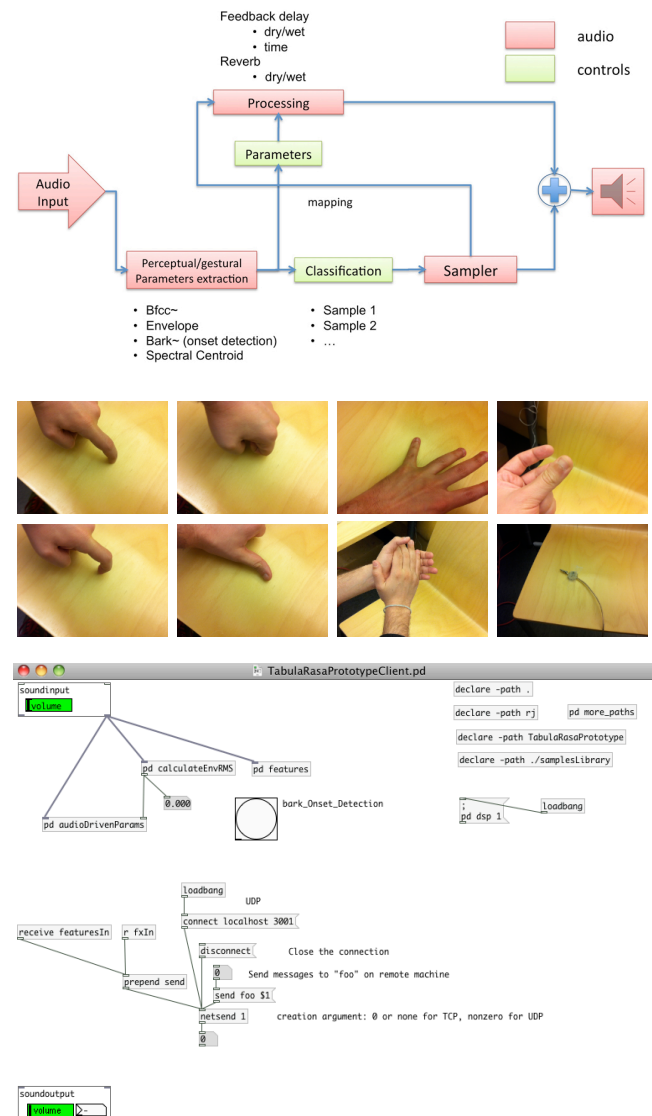 Feedback delay
• dry/wet
• time
Reverb
• dry/wet
audio
controls
Processing
Parameters
Audio
Input
mapping
Perceptual/gestural
Parameters extraction
Classification
Sampler
• Bfcc~
• Envelope
• Bark~ (onset detection)
• Spectral Centroid
• Sample 1
• Sample 2
• …
TabulaRasaPrototypeClient.pd
soundinput
volume
declare -path .
declare -path rj
pd more_paths
declare -path TabulaRasaPrototype
declare -path ./samplesLibrary
pd calculateEnvRMS
pd features
0.000
bark_Onset_Detection
pd audioDrivenParams
;
pd dsp 1
loadbang
loadbang
UDP
connect localhost 3001
receive featuresIn
r fxIn
disconnect
Close the connection
0
Send messages to "foo" on remote machine
prepend send
send foo $1
netsend 1
creation argument: 0 or none for TCP, nonzero for UDP
0
soundoutput
volume
-